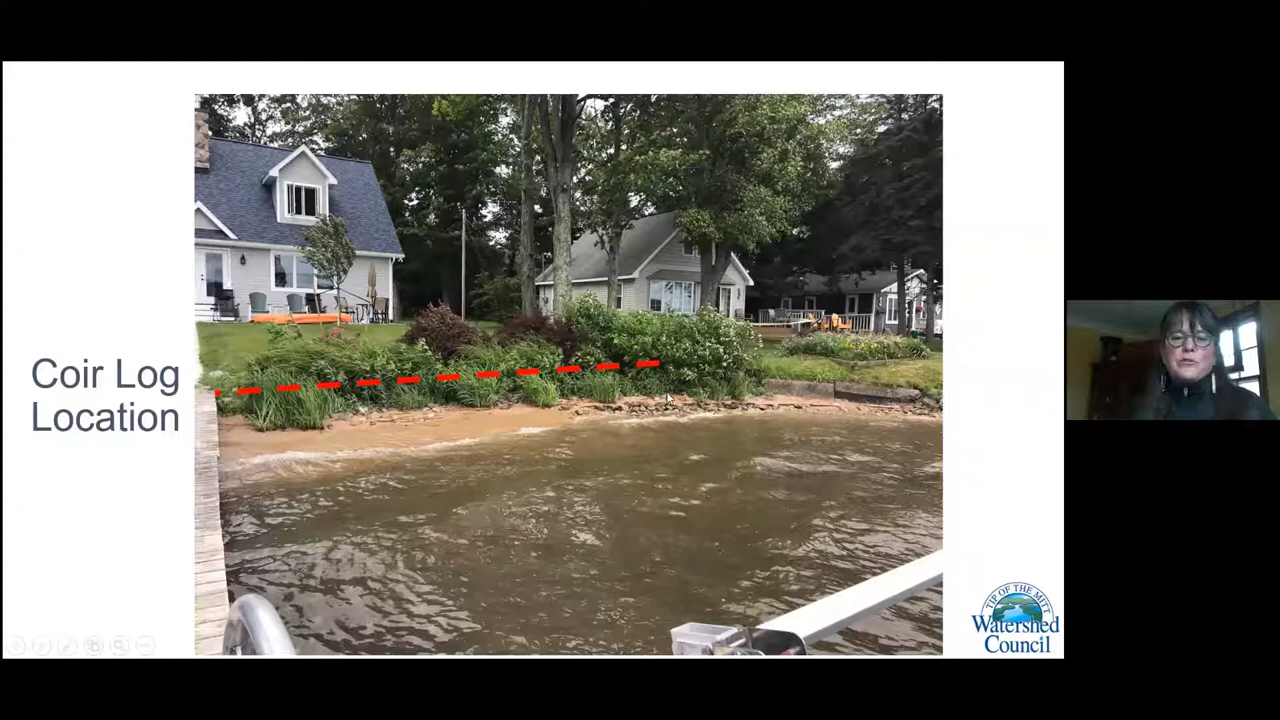 Coir Log
Location
TIP OF THE MITT
Watershed
Council